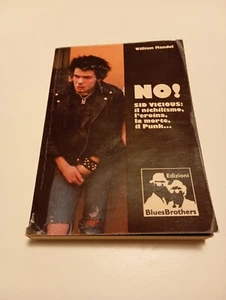 William Mandel
NO!
SID VICIOUS:
il nichilismo,
l'eroina,
la morte,
il Punk...
Edizioni
BluesBrothers